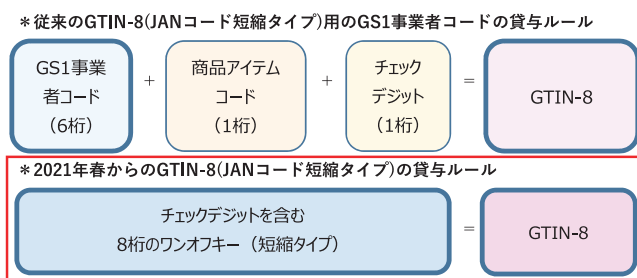 ＊従来のGTIN-8(JANコード短縮タイプ)用のGS1事業者コードの貸与ルール
GS1事業
者コード
（6桁）
+
商品アイテム
コード
（1桁）
+
チェック
デジット
（1桁）
=
GTIN-8
＊2021年春からのGTIN-8(JANコード短縮タイプ)の貸与ルール
チェックデジットを含む
8桁のワンオフキー（短縮タイプ）
=
GTIN-8